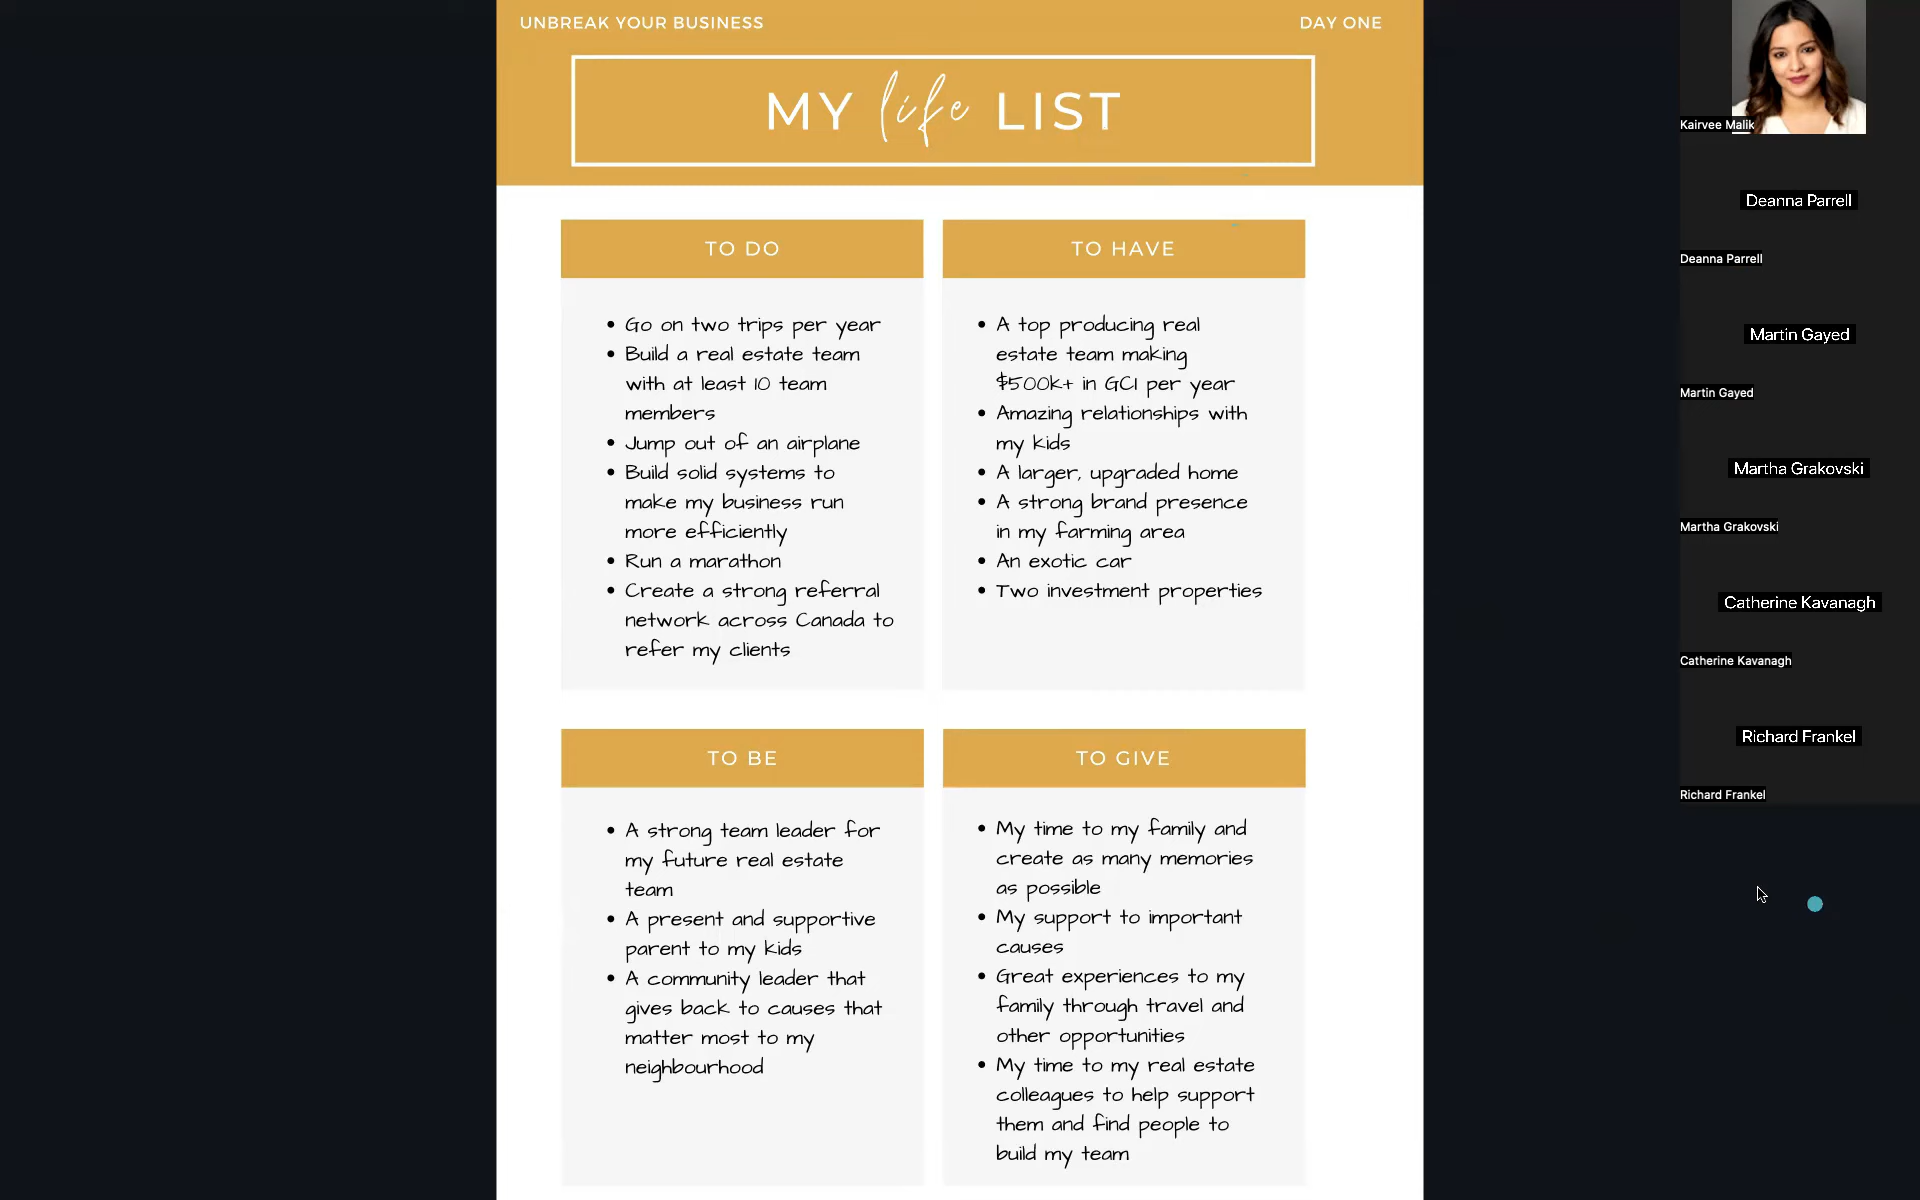 UNBREAK YOUR BUSINESS
DAY ONE
MY life LIST
TO DO
• Go on two trips per year
• Build a real estate team
with at least 10 team
members
• Jump out of an airplane
• Build solid systems to
make my business run
more efficiently
• Run a marathon
• Create a strong referral
network across Canada to
refer my clients
TO HAVE
• A top producing real
estate team making
$500k+ in GCI per year
• Amazing relationships with
my kids
• A larger, upgraded home
• A strong brand presence
in my farming area
• An exotic car
• Two investment properties
TO BE
• A strong team leader for
my future real estate
team
• A present and supportive
parent to my kids
• A community leader that
gives back to causes that
matter most to my
neighbourhood
TO GIVE
• My time to my family and
create as many memories
as possible
• My support to important
causes
• Great experiences to my
family through travel and
other opportunities
• My time to my real estate
colleagues to help support
them and find people to
build my team
Kairvee Malik
Deanna Parrell
Deanna Parrell
Martin Gayed
Martin Gayed
Martha Grakovski
Martha Grakovski
Catherine Kavanagh
Catherine Kavanagh
Richard Frankel
Richard Frankel